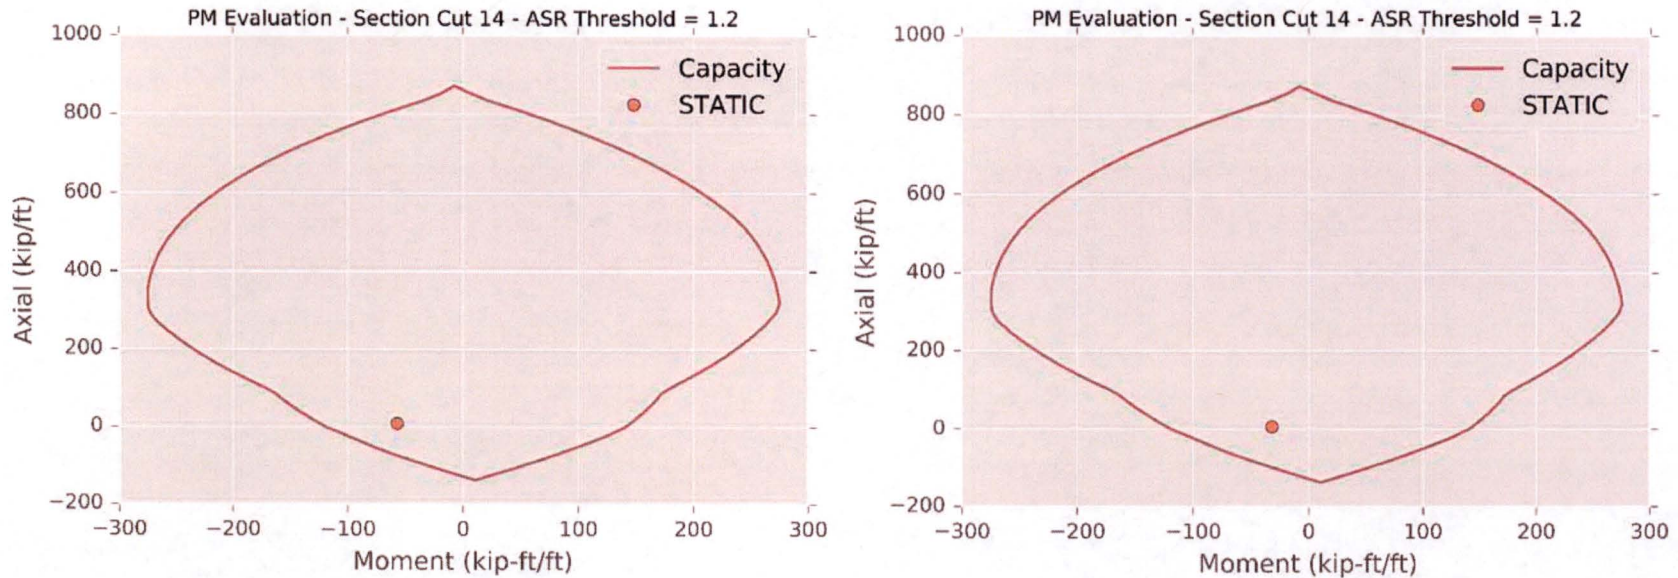 PM Evaluation - Section Cut 14 - ASR Threshold = 1.2
1000
800
600
400
200
0
−200
Axial (kip/ft)
Capacity
STATIC
−300 −200 −100 0 100 200 300
Moment (kip-ft/ft)
PM Evaluation - Section Cut 14 - ASR Threshold = 1.2
1000
800
600
400
200
0
−200
Axial (kip/ft)
Capacity
STATIC
−300 −200 −100 0 100 200 300
Moment (kip-ft/ft)